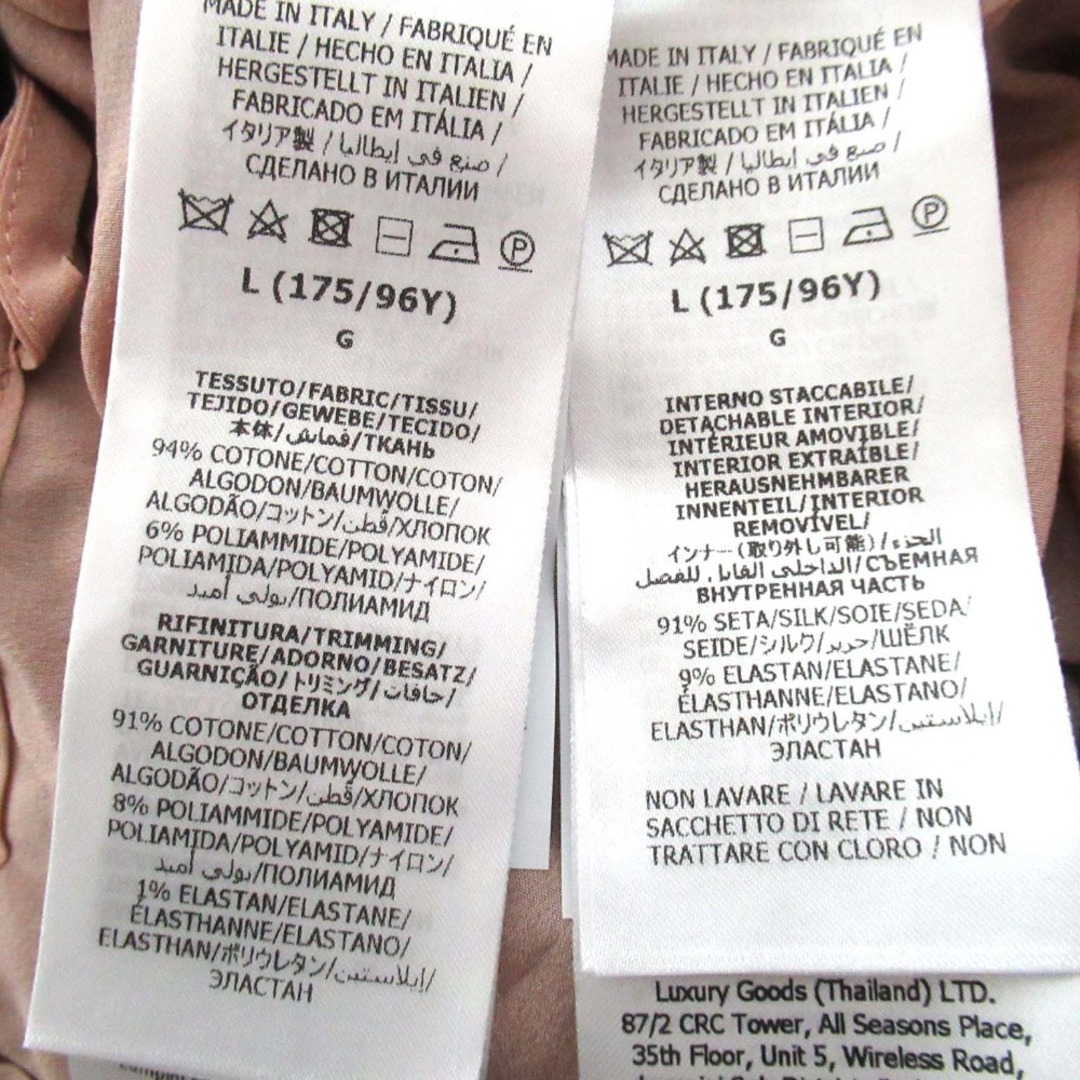 MADE IN ITALY / FABRIQUÉ EN
ITALIE / HECHO EN ITALIA /
HERGESTELLT IN ITALIEN /
FABRICADO EM ITÁLIA /
イタリア製 / صنع في إيطاليا /
СДЕЛАНО В ИТАЛИИ
P
L (175/96Y)
G
TESSUTO/FABRIC/TISSU/
TEJIDO/GEWEBE/TECIDO/
本体/قماش/ТКАНЬ
94% COTONE/COTTON/COTON/
ALGODON/BAUMWOLLE/
ALGODÃO/コットン/قطن/ХЛОПОК
6% POLIAMMIDE/POLYAMIDE/
POLIAMIDA/POLYAMID/ナイロン/
بولي أميد/ПОЛИАМИД
RIFINITURA/TRIMMING/
GARNITURE/ADORNO/BESATZ/
GUARNIÇÃO/トリミング/حافات/
ОТДЕЛКА
91% COTONE/COTTON/COTON/
ALGODON/BAUMWOLLE/
ALGODÃO/コットン/قطن/ХЛОПОК
8% POLIAMMIDE/POLYAMIDE/
POLIAMIDA/POLYAMID/ナイロン/
بولي أميد/ПОЛИАМИД
1% ELASTAN/ELASTANE/
ÉLASTHANNE/ELASTANO/
ELASTHAN/ポリウレタン/إيلاستين/
ЭЛАСТАН
MADE IN ITALY / FABRIQUÉ EN
ITALIE / HECHO EN ITALIA /
HERGESTELLT IN ITALIEN /
FABRICADO EM ITÁLIA /
イタリア製 / صنع في إيطاليا /
СДЕЛАНО В ИТАЛИИ
P
L (175/96Y)
G
INTERNO STACCABILE/
DETACHABLE INTERIOR/
INTÉRIEUR AMOVIBLE/
INTERIOR EXTRAÍBLE/
HERAUSNEHMBARER
INNENTEIL/INTERIOR
REMOVÍVEL/
インナー(取り外し可能)/الجزء
الداخلي القابل للفصل/СЪЕМНАЯ
ВНУТРЕННАЯ ЧАСТЬ
91% SETA/SILK/SOIE/SEDA/
SEIDE/シルク/حرير/ШЁЛК
9% ELASTAN/ELASTANE/
ÉLASTHANNE/ELASTANO/
ELASTHAN/ポリウレタン/إيلاستين/
ЭЛАСТАН
NON LAVARE / LAVARE IN
SACCHETTO DI RETE / NON
TRATTARE CON CLORO / NON
Luxury Goods (Thailand) LTD.
87/2 CRC Tower, All Seasons Place,
35th Floor, Unit 5, Wireless Road,